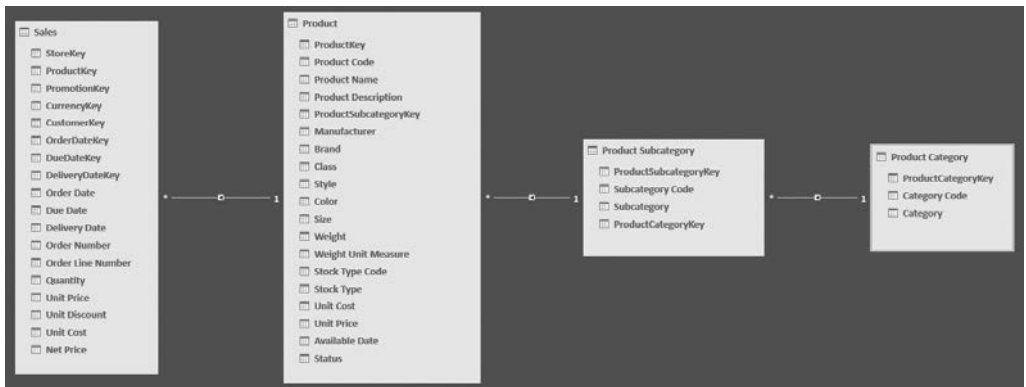 Sales
StoreKey
ProductKey
PromotionKey
CurrencyKey
CustomerKey
OrderDateKey
DueDateKey
DeliveryDateKey
Order Date
Due Date
Delivery Date
Order Number
Order Line Number
Quantity
Unit Price
Unit Discount
Unit Cost
Net Price
* 1
Product
ProductKey
Product Code
Product Name
Product Description
ProductSubcategoryKey
Manufacturer
Brand
Class
Style
Color
Size
Weight
Weight Unit Measure
Stock Type Code
Stock Type
Unit Cost
Unit Price
Available Date
Status
* 1
Product Subcategory
ProductSubcategoryKey
Subcategory Code
Subcategory
ProductCategoryKey
* 1
Product Category
ProductCategoryKey
Category Code
Category